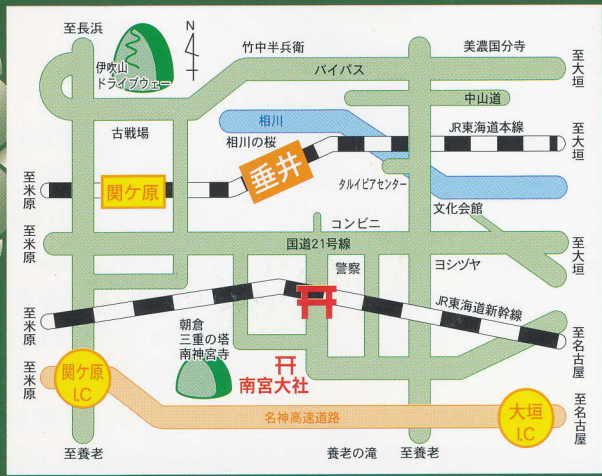 至長浜
N
竹中半兵衛
美濃国分寺
伊吹山
ドライブウェー
バイパス
至大垣
中山道
古戦場
相川
JR東海道本線
相川の桜
至大垣
垂井
至米原
関ケ原
タルイピアセンター
文化会館
コンビニ
至米原
国道21号線
至大垣
警察
ヨシヅヤ
JR東海道新幹線
至米原
朝倉
三重の塔
南神宮寺
至名古屋
至米原
関ケ原
I.C
南宮大社
名神高速道路
大垣
I.C
至名古屋
至養老
養老の滝
至養老